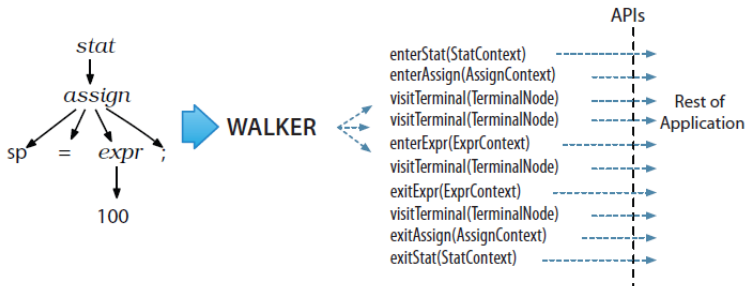 APIs
stat
assign
sp = expr ;
100
WALKER
enterStat(StatContext)
enterAssign(AssignContext)
visitTerminal(TerminalNode)
visitTerminal(TerminalNode)
enterExpr(ExprContext)
visitTerminal(TerminalNode)
exitExpr(ExprContext)
visitTerminal(TerminalNode)
exitAssign(AssignContext)
exitStat(StatContext)
Rest of
Application